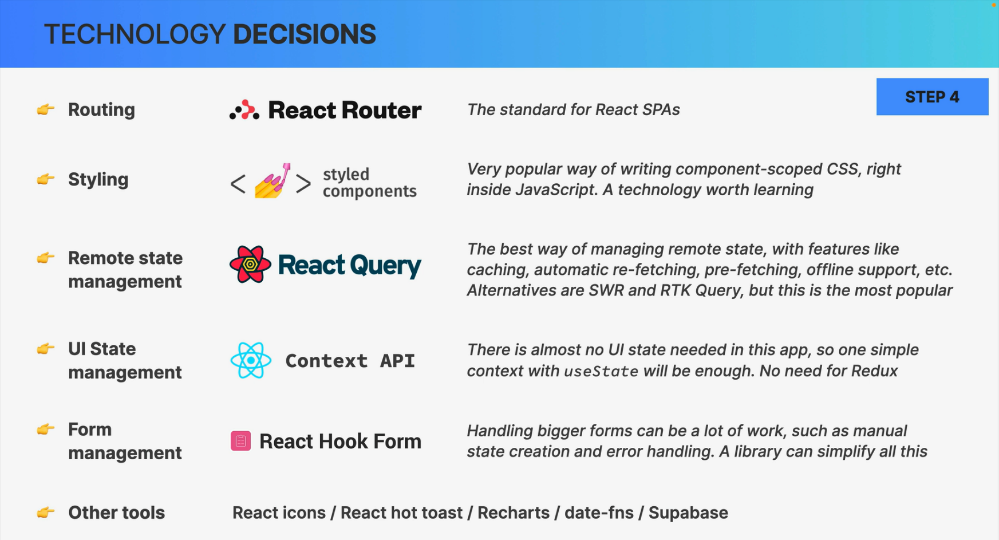 TECHNOLOGY DECISIONS
STEP 4
Routing
React Router
The standard for React SPAs
Styling
styled
components
Very popular way of writing component-scoped CSS, right
inside JavaScript. A technology worth learning
Remote state
management
React Query
The best way of managing remote state, with features like
caching, automatic re-fetching, pre-fetching, offline support, etc.
Alternatives are SWR and RTK Query, but this is the most popular
UI State
management
Context API
There is almost no UI state needed in this app, so one simple
context with useState will be enough. No need for Redux
Form
management
React Hook Form
Handling bigger forms can be a lot of work, such as manual
state creation and error handling. A library can simplify all this
Other tools
React icons / React hot toast / Recharts / date-fns / Supabase